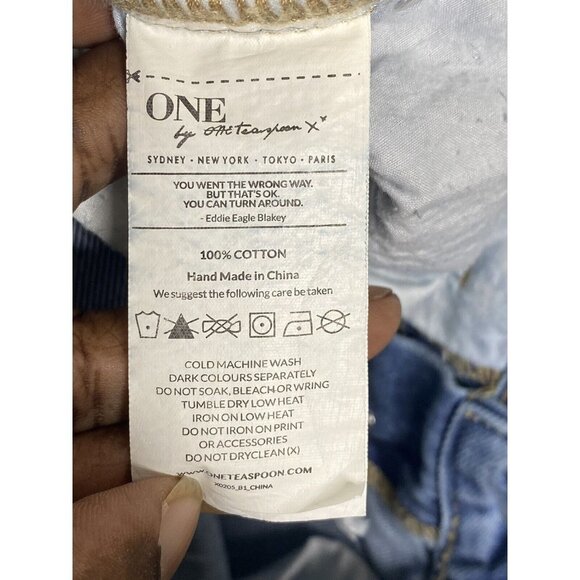 ONE
by one teaspoon x
SYDNEY • NEW YORK • TOKYO • PARIS
YOU WENT THE WRONG WAY.
BUT THAT'S OK.
YOU CAN TURN AROUND.
- Eddie Eagle Blakey
100% COTTON
Hand Made in China
We suggest the following care be taken
COLD MACHINE WASH
DARK COLOURS SEPARATELY
DO NOT SOAK, BLEACH OR WRING
TUMBLE DRY LOW HEAT
IRON ON LOW HEAT
DO NOT IRON ON PRINT
OR ACCESSORIES
DO NOT DRYCLEAN (X)
WWW.ONETEASPOON.COM
X0205_B1_CHINA